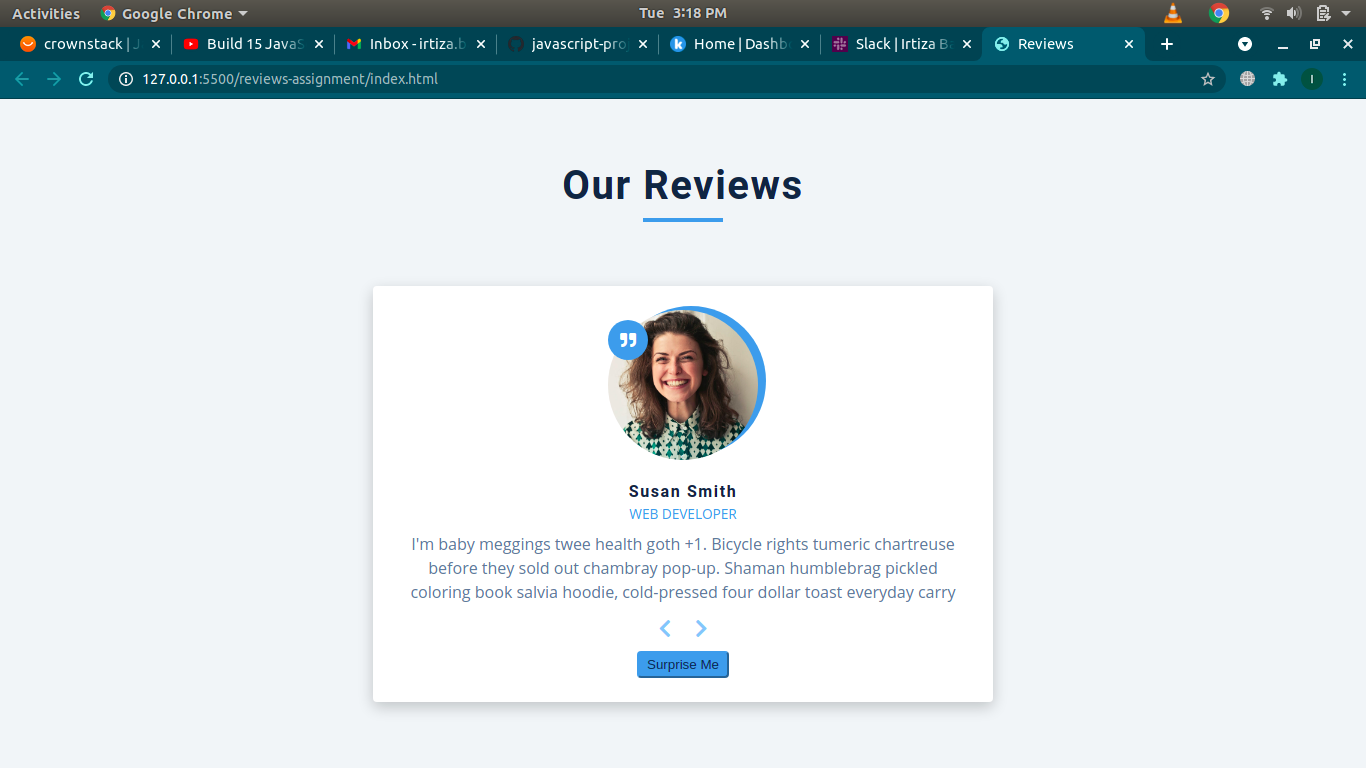 Activities
Google Chrome
Tue 3:18 PM
crownstack | J
Build 15 JavaS
Inbox - irtiza.b
javascript-pro
Home | Dashb
Slack | Irtiza B
Reviews
127.0.0.1:5500/reviews-assignment/index.html
I
Our Reviews
Susan Smith
WEB DEVELOPER
I'm baby meggings twee health goth +1. Bicycle rights tumeric chartreuse
before they sold out chambray pop-up. Shaman humblebrag pickled
coloring book salvia hoodie, cold-pressed four dollar toast everyday carry
Surprise Me